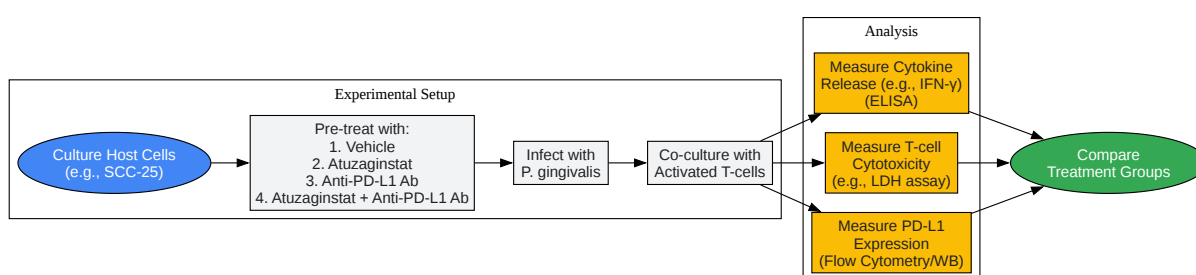 Experimental Setup
Culture Host Cells
(e.g., SCC-25)
Pre-treat with:
1. Vehicle
2. Atuzaginstat
3. Anti-PD-L1 Ab
4. Atuzaginstat + Anti-PD-L1 Ab
Infect with
P. gingivalis
Co-culture with
Activated T-cells
Analysis
Measure Cytokine
Release (e.g., IFN-γ)
(ELISA)
Measure T-cell
Cytotoxicity
(e.g., LDH assay)
Measure PD-L1
Expression
(Flow Cytometry/WB)
Compare
Treatment Groups